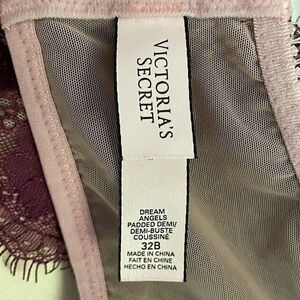 VICTORIA'S
SECRET
DREAM
ANGELS
PADDED DEMI/
DEMI-BUSTE
COUSSINÉ
32B
MADE IN CHINA
FAIT EN CHINE
HECHO EN CHINA